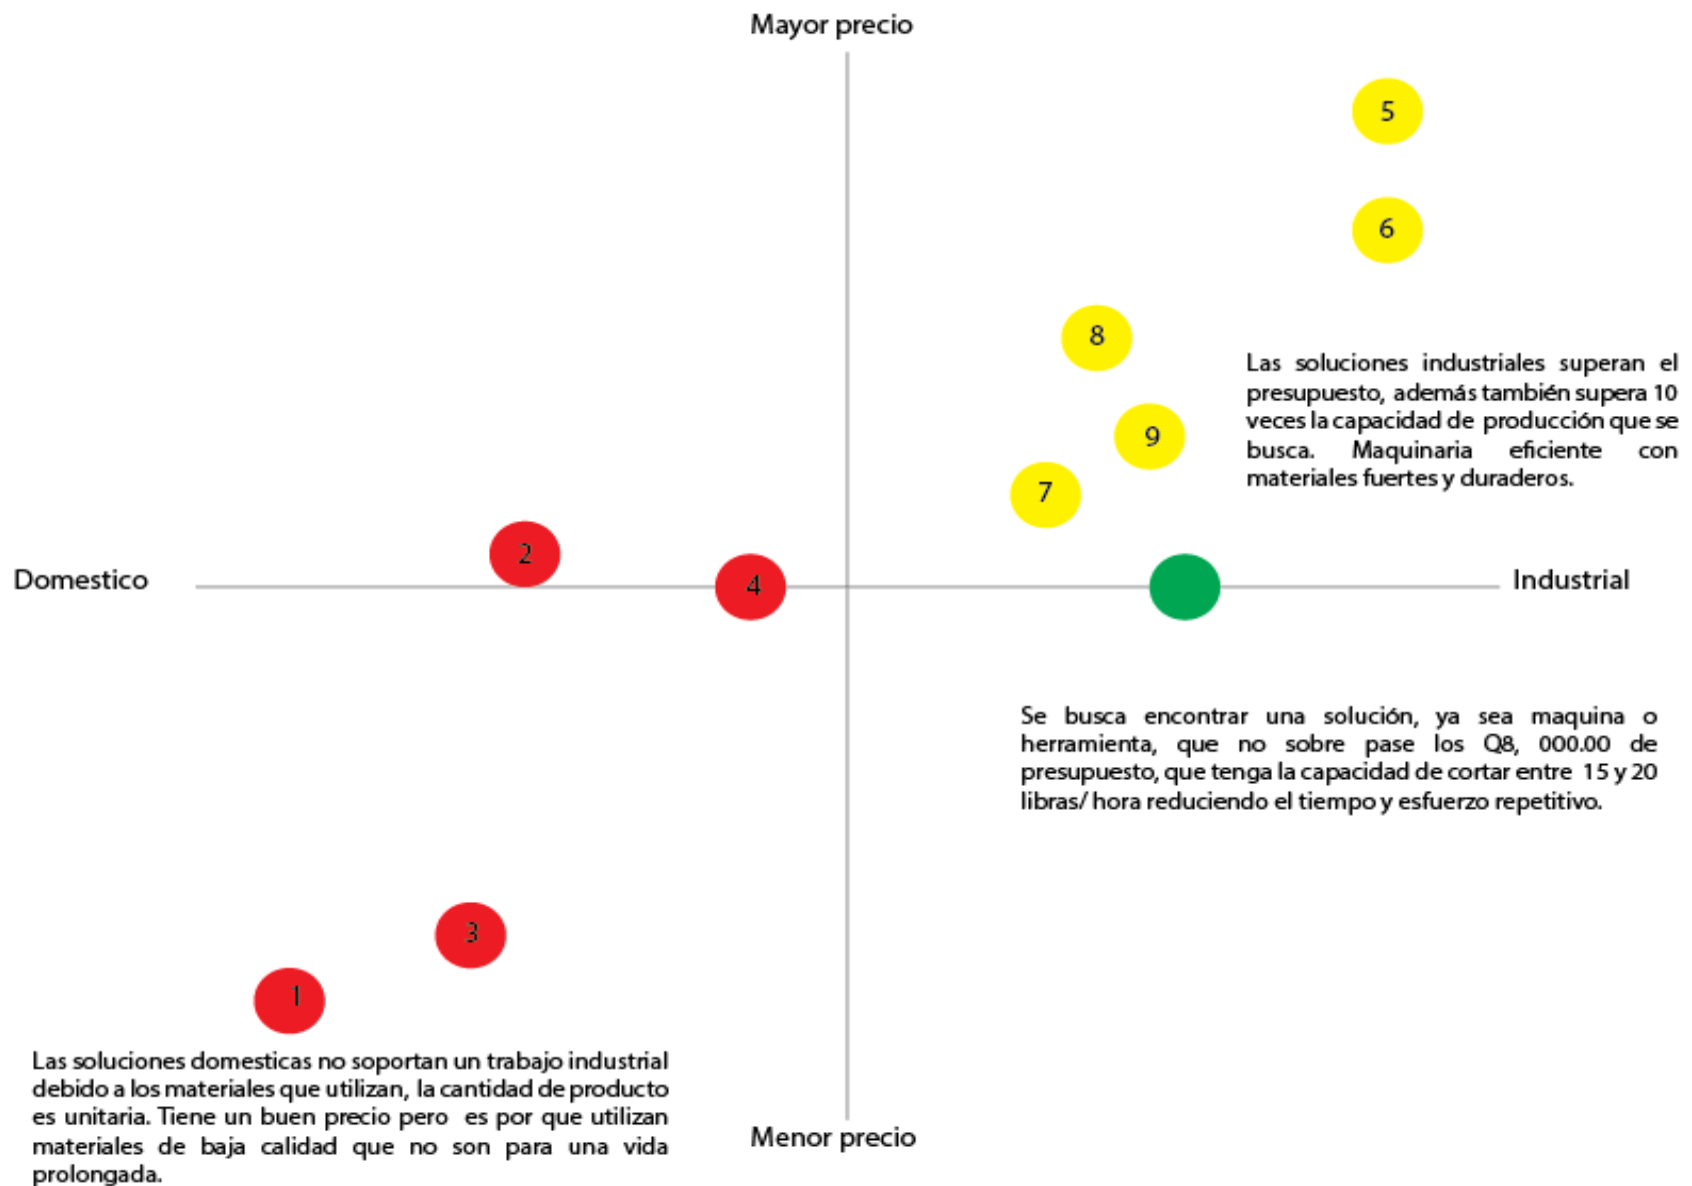 Mayor precio
5
6
8
Las soluciones industriales superan el
presupuesto, además también supera 10
veces la capacidad de producción que se
busca. Maquinaria eficiente con
materiales fuertes y duraderos.
9
7
2
4
Domestico
Industrial
Se busca encontrar una solución, ya sea maquina o
herramienta, que no sobre pase los Q8, 000.00 de
presupuesto, que tenga la capacidad de cortar entre 15 y 20
libras/ hora reduciendo el tiempo y esfuerzo repetitivo.
3
1
Las soluciones domesticas no soportan un trabajo industrial
debido a los materiales que utilizan, la cantidad de producto
es unitaria. Tiene un buen precio pero es por que utilizan
materiales de baja calidad que no son para una vida
prolongada.
Menor precio